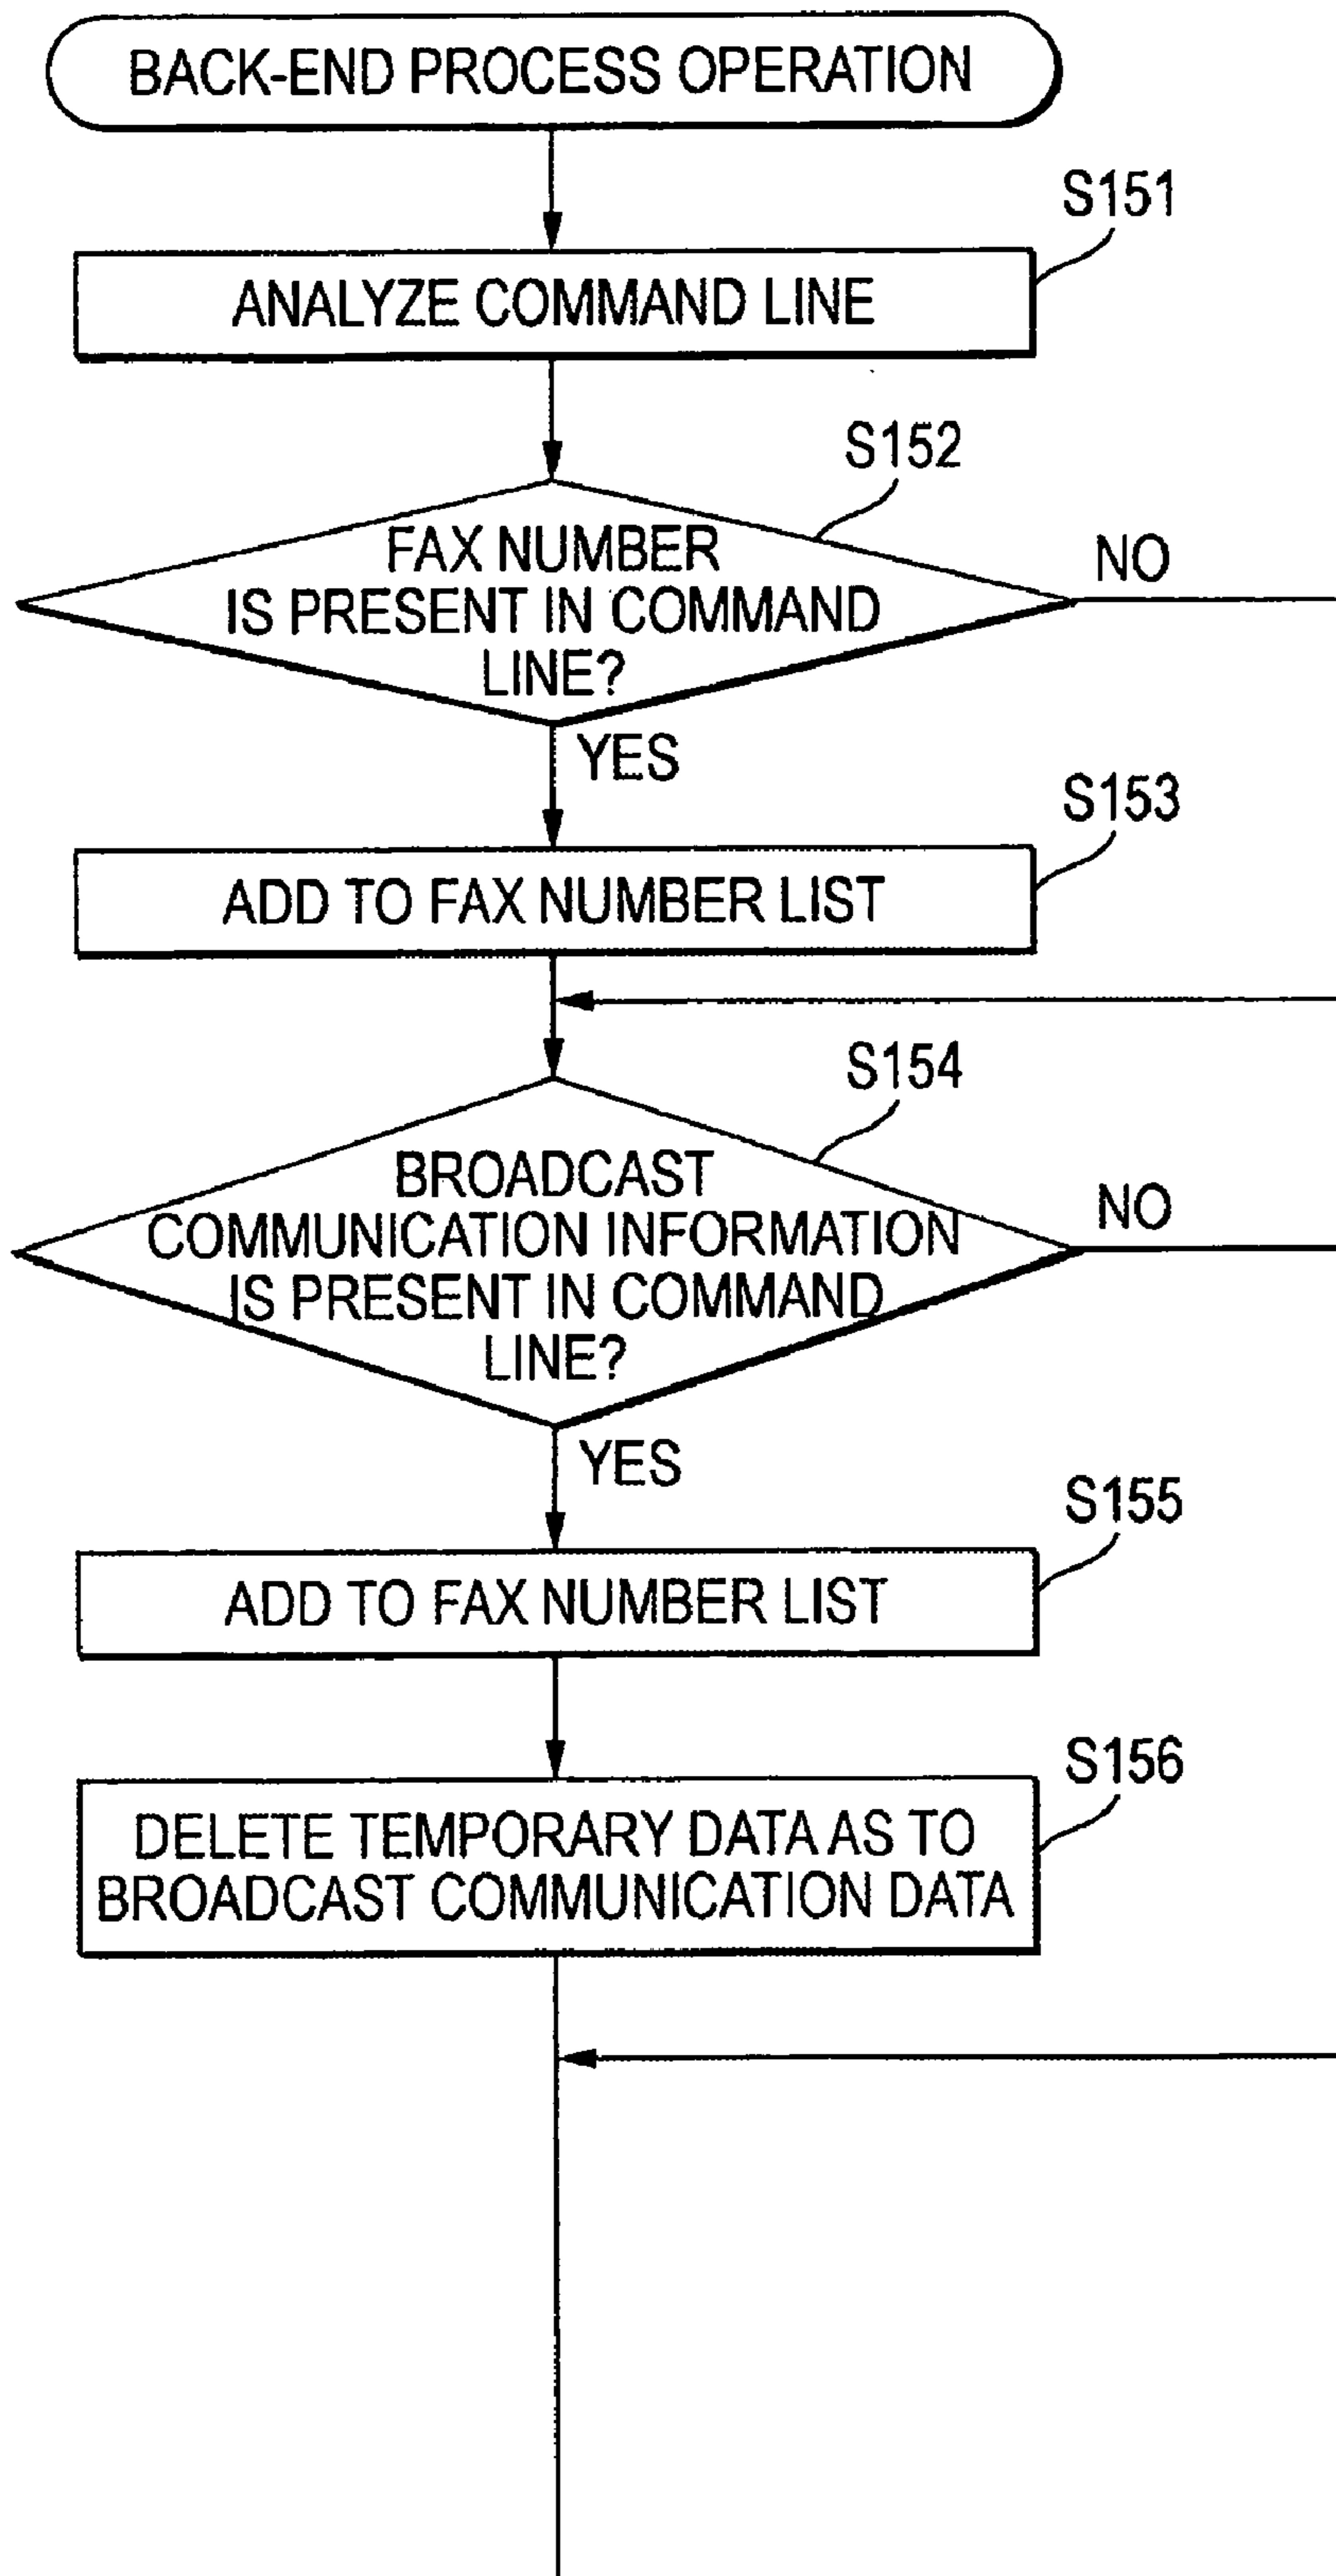 BACK-END PROCESS OPERATION
S151
ANALYZE COMMAND LINE
S152
FAX NUMBER
IS PRESENT IN COMMAND
LINE?
NO
YES
S153
ADD TO FAX NUMBER LIST
S154
BROADCAST
COMMUNICATION INFORMATION
IS PRESENT IN COMMAND
LINE?
NO
YES
S155
ADD TO FAX NUMBER LIST
S156
DELETE TEMPORARY DATA AS TO
BROADCAST COMMUNICATION DATA